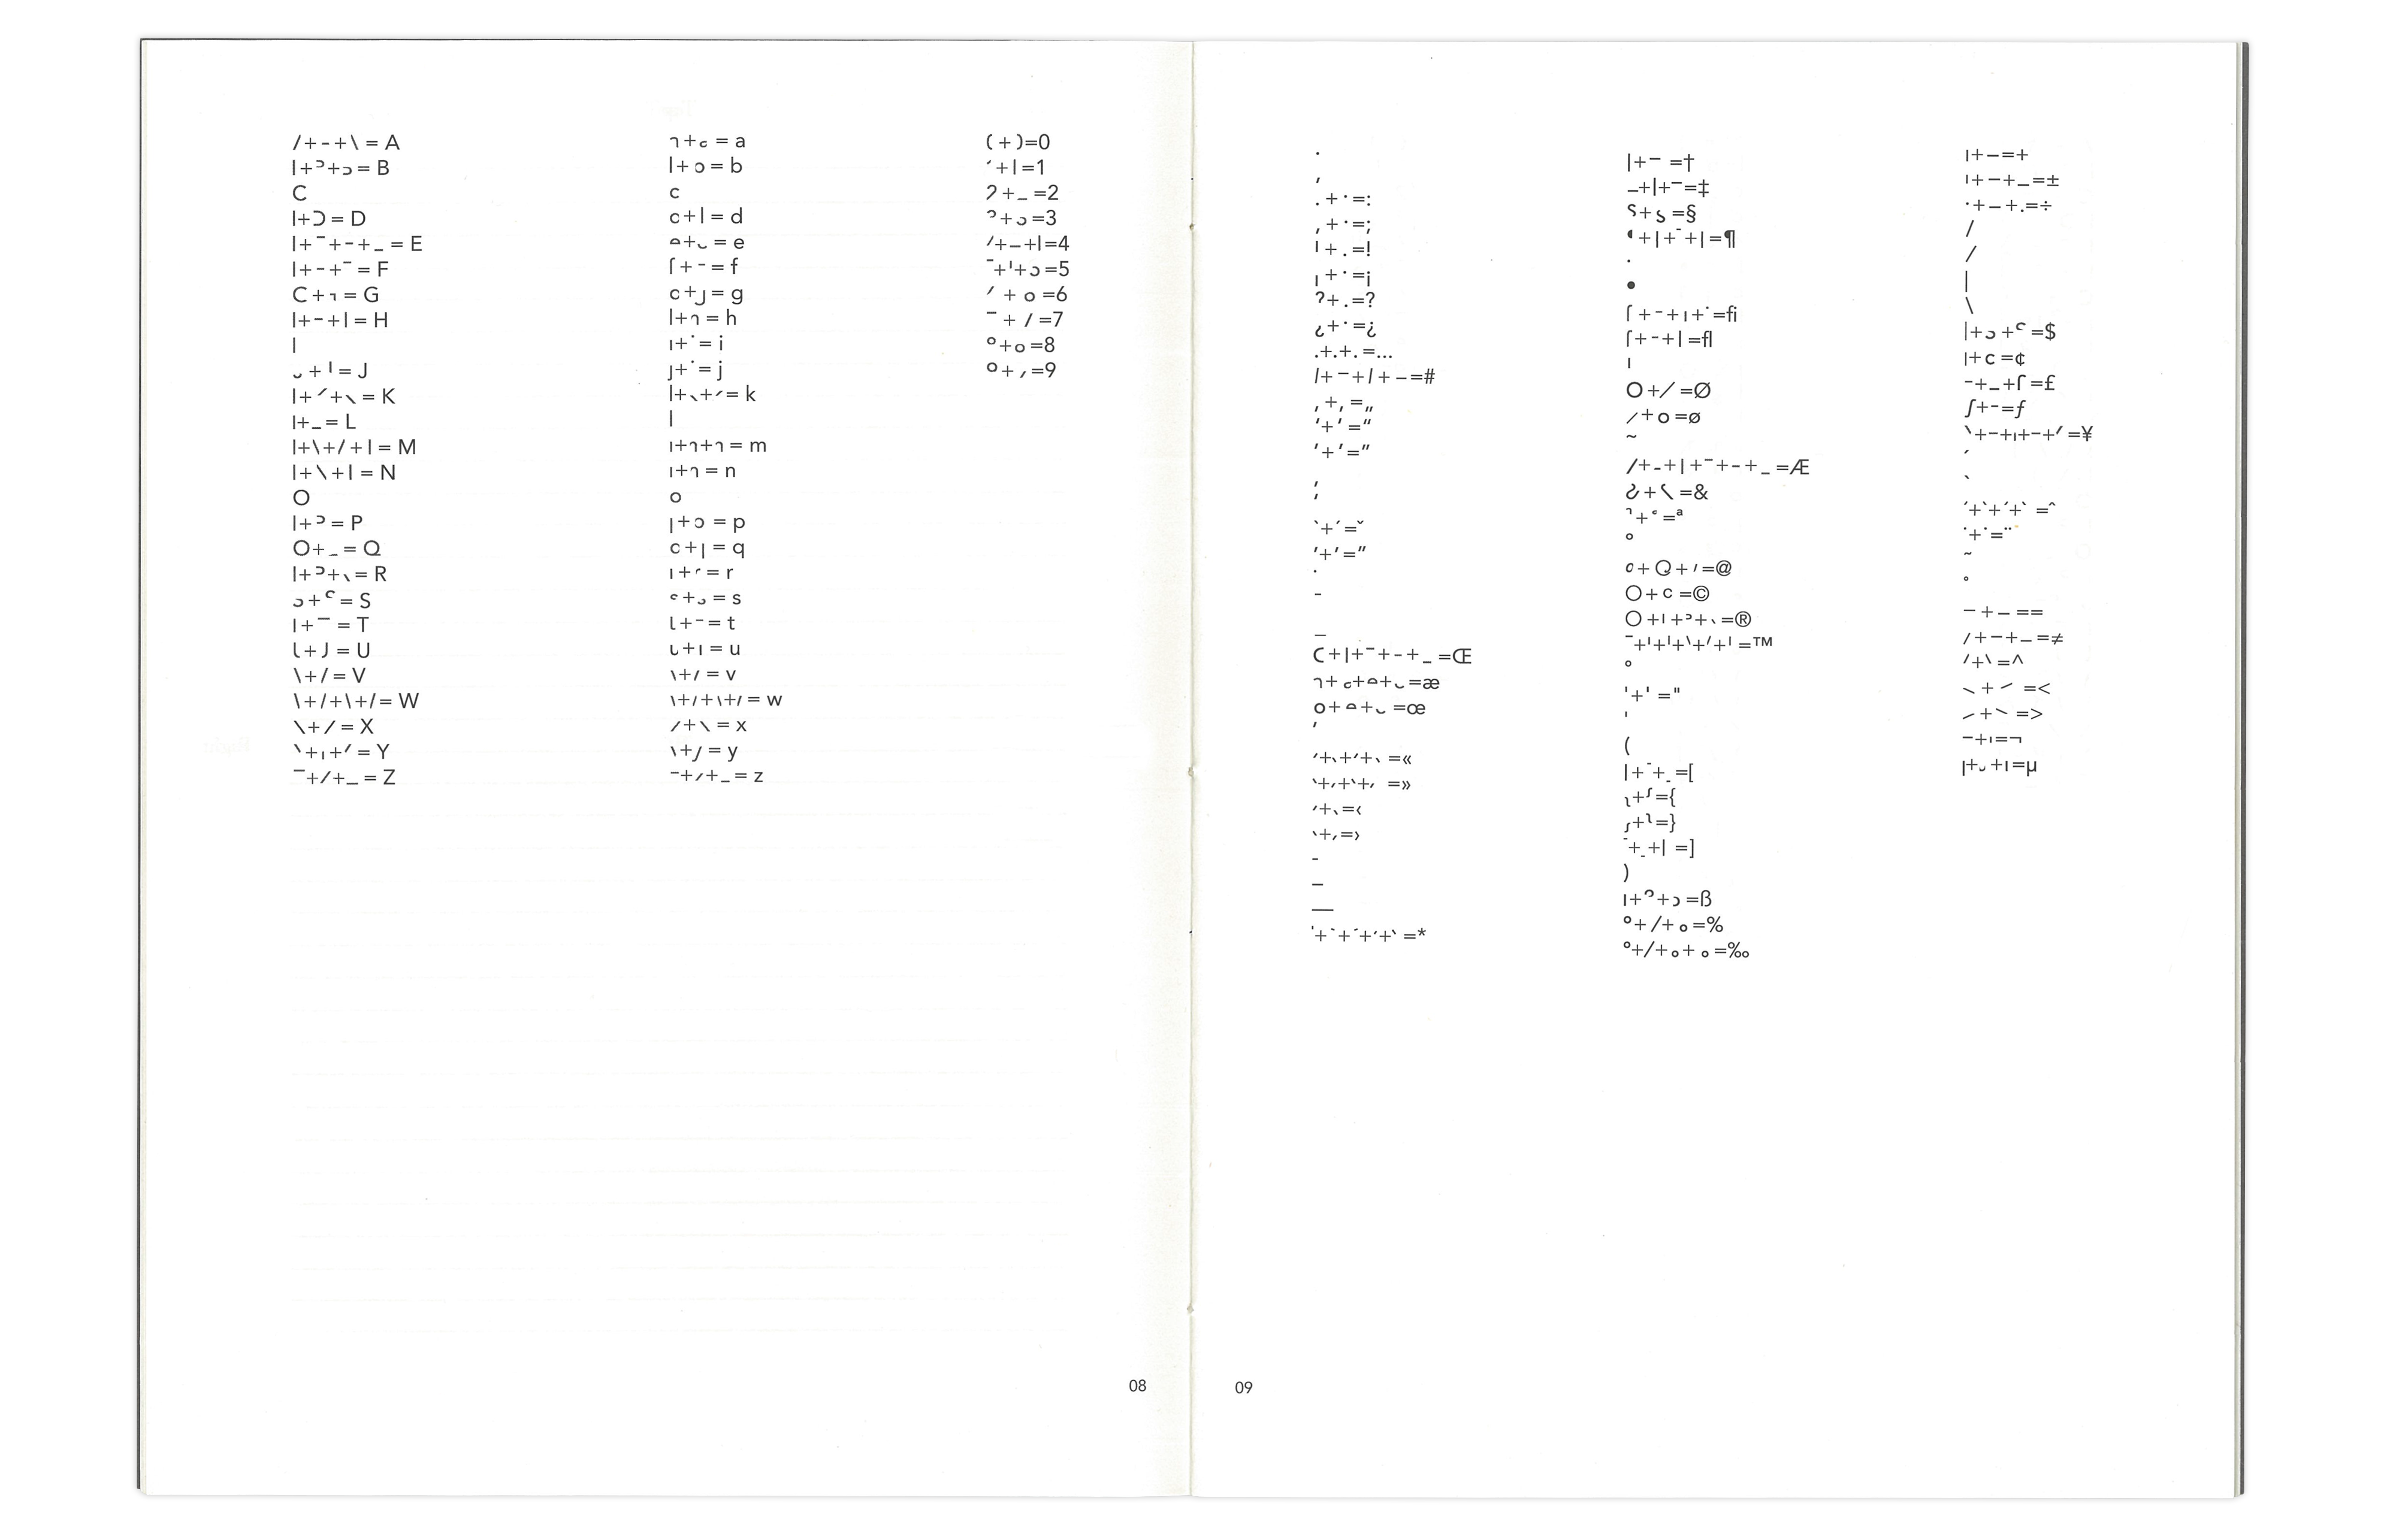 /+-+\ = A
l+ᵓ+ɔ = B
C
l+Ɔ = D
l+¯+-+_ = E
l+-+¯ = F
C+┐ = G
l+-+l = H
l
ᴗ+ˡ = J
l+ˊ+ˎ = K
l+_ = L
l+\+/+l = M
l+\+l = N
O
l+ᵓ = P
O+_ = Q
l+ᵓ+ˎ = R
ɔ+ᶜ = S
l+¯ = T
ɩ+J = U
\+/ = V
\+/+\+/ = W
\+/ = X
ˋ+ı+ˊ = Y
¯+/+_ = Z
ר+c = a
l+ɔ = b
c
c+l = d
ᴖ+ᴗ = e
ſ+- = f
c+ȷ = g
l+ר = h
ı+˙ = i
ȷ+˙ = j
l+ˎ+ˊ = k
l
ı+ר+ר = m
ı+ר = n
o
ı+ɔ = p
c+ı = q
ı+ˊ = r
ᶜ+ɔ = s
ɩ+- = t
ɩ+ı = u
\+/ = v
\+/+\+/ = w
/+\ = x
\+/ = y
¯+/+_ = z
(+)=0
ˊ+l=1
?+_ =2
ᵓ+ɔ=3
/+_+l=4
¯+'+ɔ=5
ˊ + o =6
¯ + / =7
°+o=8
°+,=9
08
.
,
.+·=:
,+·=;
ˡ+.=!
ı+·=¡
?+.=?
¿+·=¿
.+.+.=...
/+–+/+–=#
,+,=„
‘+‘=“
’+’=”
,
,
ˋ+ˊ=ˇ
′+′=″
.
-
_
C+l+¯+-+_ =Œ
ר+c+ᴖ+ᴗ=æ
o+ᴖ+ᴗ =œ
’
ˊ+ˎ+ˊ+ˎ =«
ˋ+ˏ+ˋ+ˏ =»
ˊ+ˎ=‹
ˋ+ˏ=›
-
–
—
'+ˋ+ˊ+ˊ+ˋ =*
|+¯ =†
_+|+¯=‡
S+S =§
❛+|+¯+|=¶
·
•
ſ+-+ı+˙=fi
ſ+-+l=fl
ı
O+/ =Ø
/+o=ø
~
/+-+l+¯+-+_ =Æ
ટ+\ =&
ר+ᶜ =ª
º
c+Q+ˊ=@
O+c =©
O+ı+ᵓ+ˎ=®
¯+ˡ+ˡ+\+/+ˡ =™
°
'+' ="
'
(
|+¯+_=[
ʅ+ʃ={
ʃ+ʅ=}
¯+_+| =]
)
ı+ᵓ+ɔ=ß
°+/+o=%
°+/+o+o=‰
ı+–=+
ı+–+_=±
·+–+.=÷
/
/
|
\
|+ɔ+ᶜ =$
|+c=¢
-+_+ſ=£
ʃ+-=ƒ
ˋ+-+ı+-+ˊ=¥
ˊ
ˋ
ˊ+ˋ+ˊ+ˋ =ˆ
˙+˙=¨
˜
°
–+–==
/+–+_=≠
/+\=^
ˎ+ˊ =<
ˏ+ˋ =>
–+ı=¬
ı+ᴗ+ı=µ
09